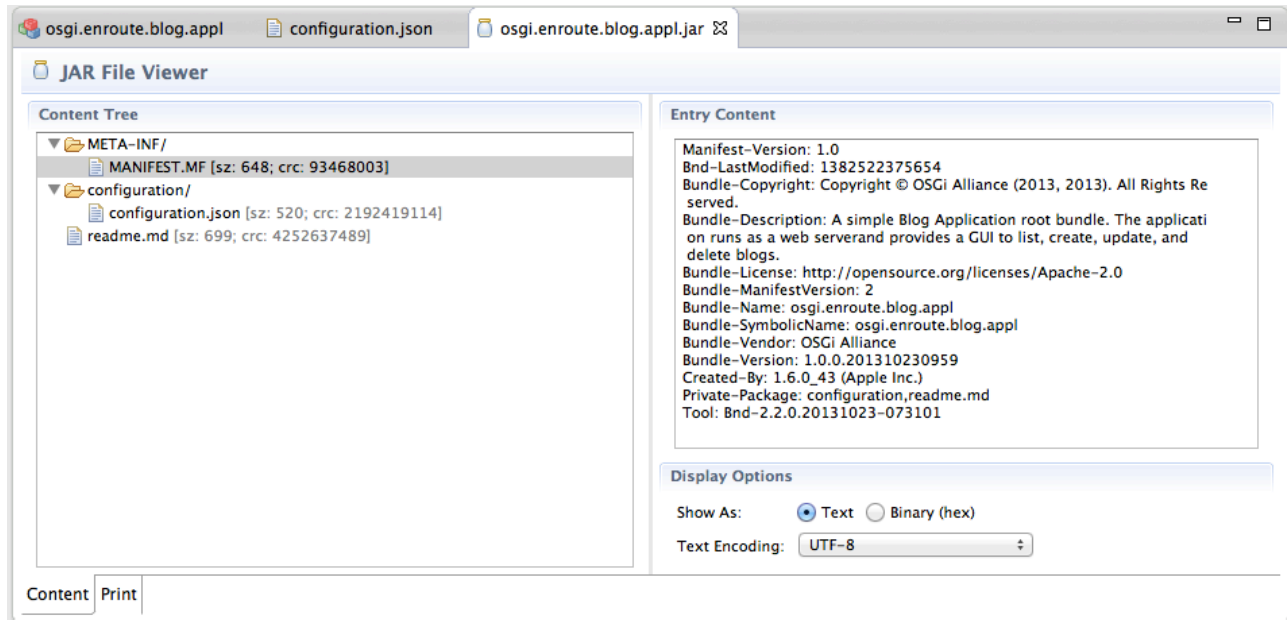 osgi.enroute.blog.appl
configuration.json
osgi.enroute.blog.appl.jar
JAR File Viewer
Content Tree
META-INF/
MANIFEST.MF [sz: 648; crc: 93468003]
configuration/
configuration.json [sz: 520; crc: 2192419114]
readme.md [sz: 699; crc: 4252637489]
Entry Content
Manifest-Version: 1.0
Bnd-LastModified: 1382522375654
Bundle-Copyright: Copyright © OSGi Alliance (2013, 2013). All Rights Re
served.
Bundle-Description: A simple Blog Application root bundle. The applicati
on runs as a web serverand provides a GUI to list, create, update, and
delete blogs.
Bundle-License: http://opensource.org/licenses/Apache-2.0
Bundle-ManifestVersion: 2
Bundle-Name: osgi.enroute.blog.appl
Bundle-SymbolicName: osgi.enroute.blog.appl
Bundle-Vendor: OSGi Alliance
Bundle-Version: 1.0.0.201310230959
Created-By: 1.6.0_43 (Apple Inc.)
Private-Package: configuration,readme.md
Tool: Bnd-2.2.0.20131023-073101
Display Options
Show As: Text Binary (hex)
Text Encoding: UTF-8
Content Print